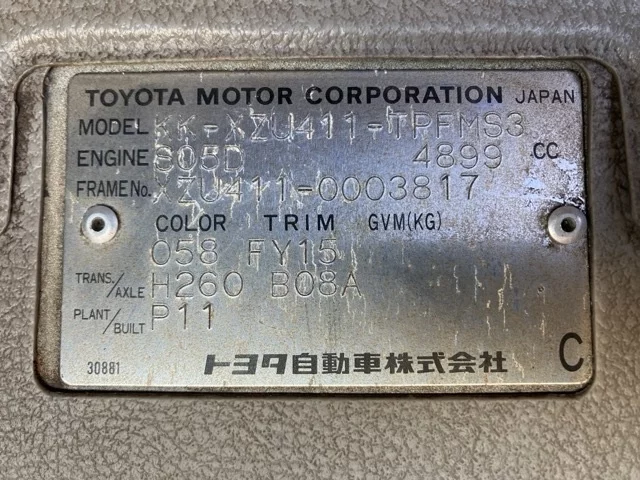 TOYOTA MOTOR CORPORATION JAPAN
MODEL KK-XZU411-TPFMS3
ENGINE S05D 4899 CC
FRAME No. XZU411-0003817
COLOR TRIM GVM(KG)
058 FY15
TRANS./AXLE H260 B08A
PLANT/BUILT P11
30881 トヨタ自動車株式会社 C